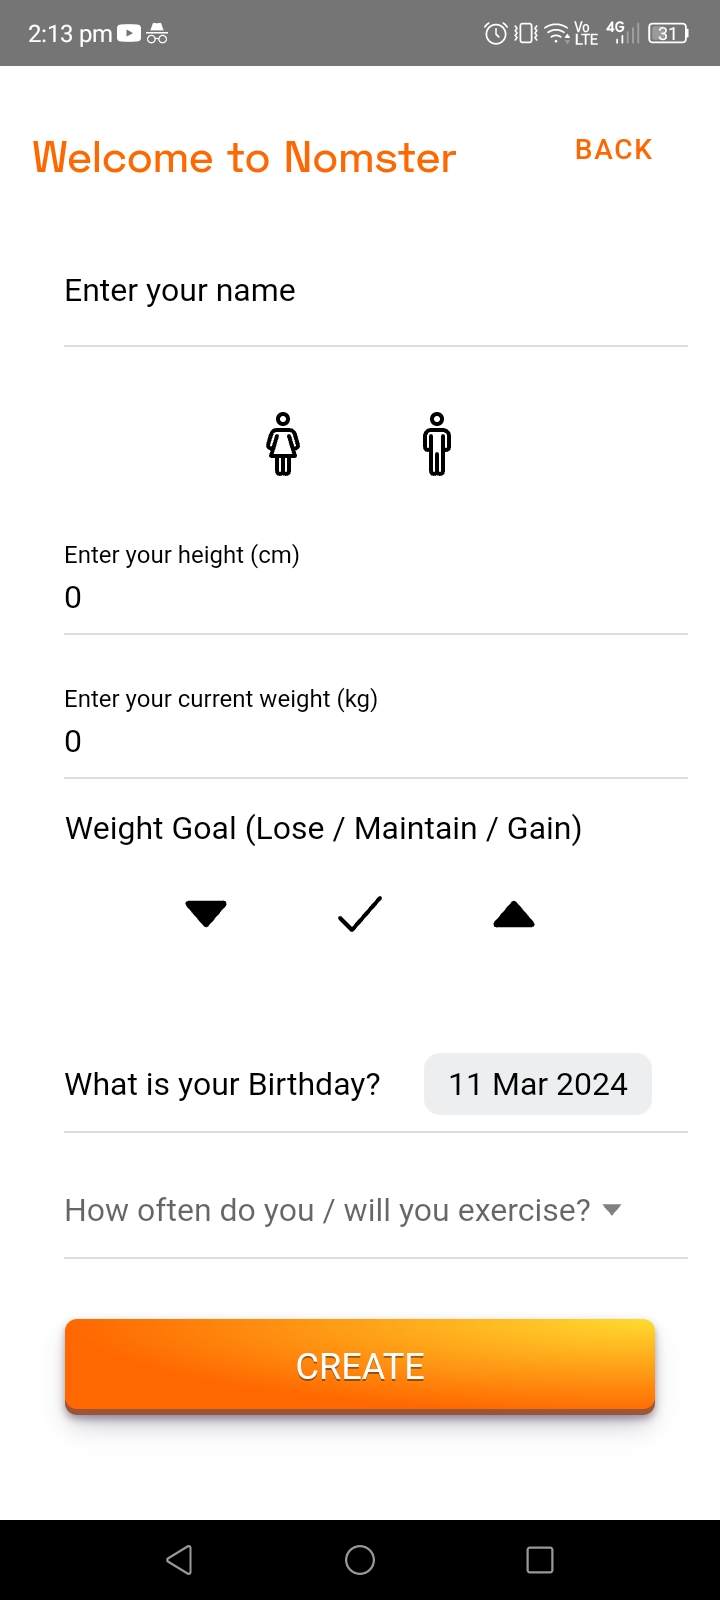 2:13 pm
Vo LTE 4G 31
Welcome to Nomster
BACK
Enter your name
Enter your height (cm)
0
Enter your current weight (kg)
0
Weight Goal (Lose / Maintain / Gain)
What is your Birthday? 11 Mar 2024
How often do you / will you exercise?
CREATE